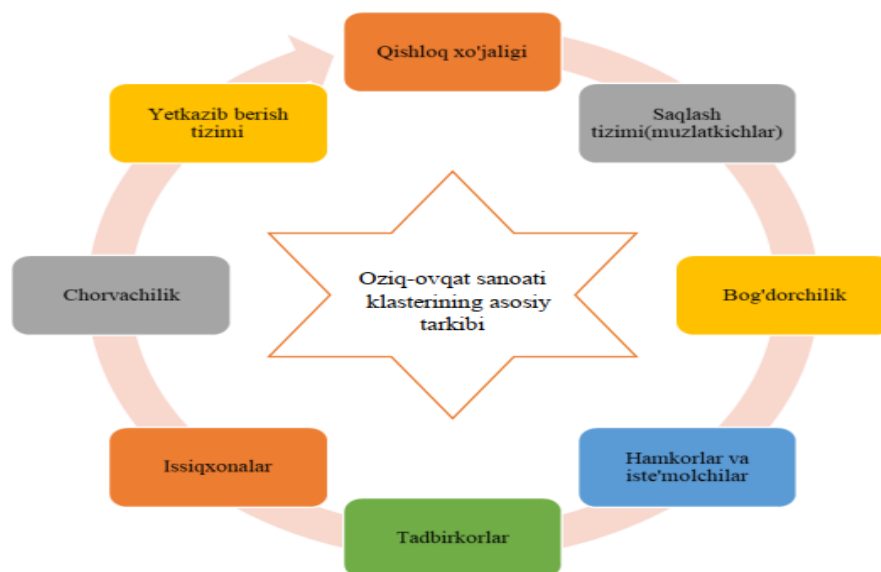 Qishloq xo'jaligi
Saqlash
tizimi(muzlatkichlar)
Bog'dorchilik
Hamkorlar va
iste'molchilar
Tadbirkorlar
Issiqxonalar
Chorvachilik
Yetkazib berish
tizimi
Oziq-ovqat sanoati
klasterining asosiy
tarkibi